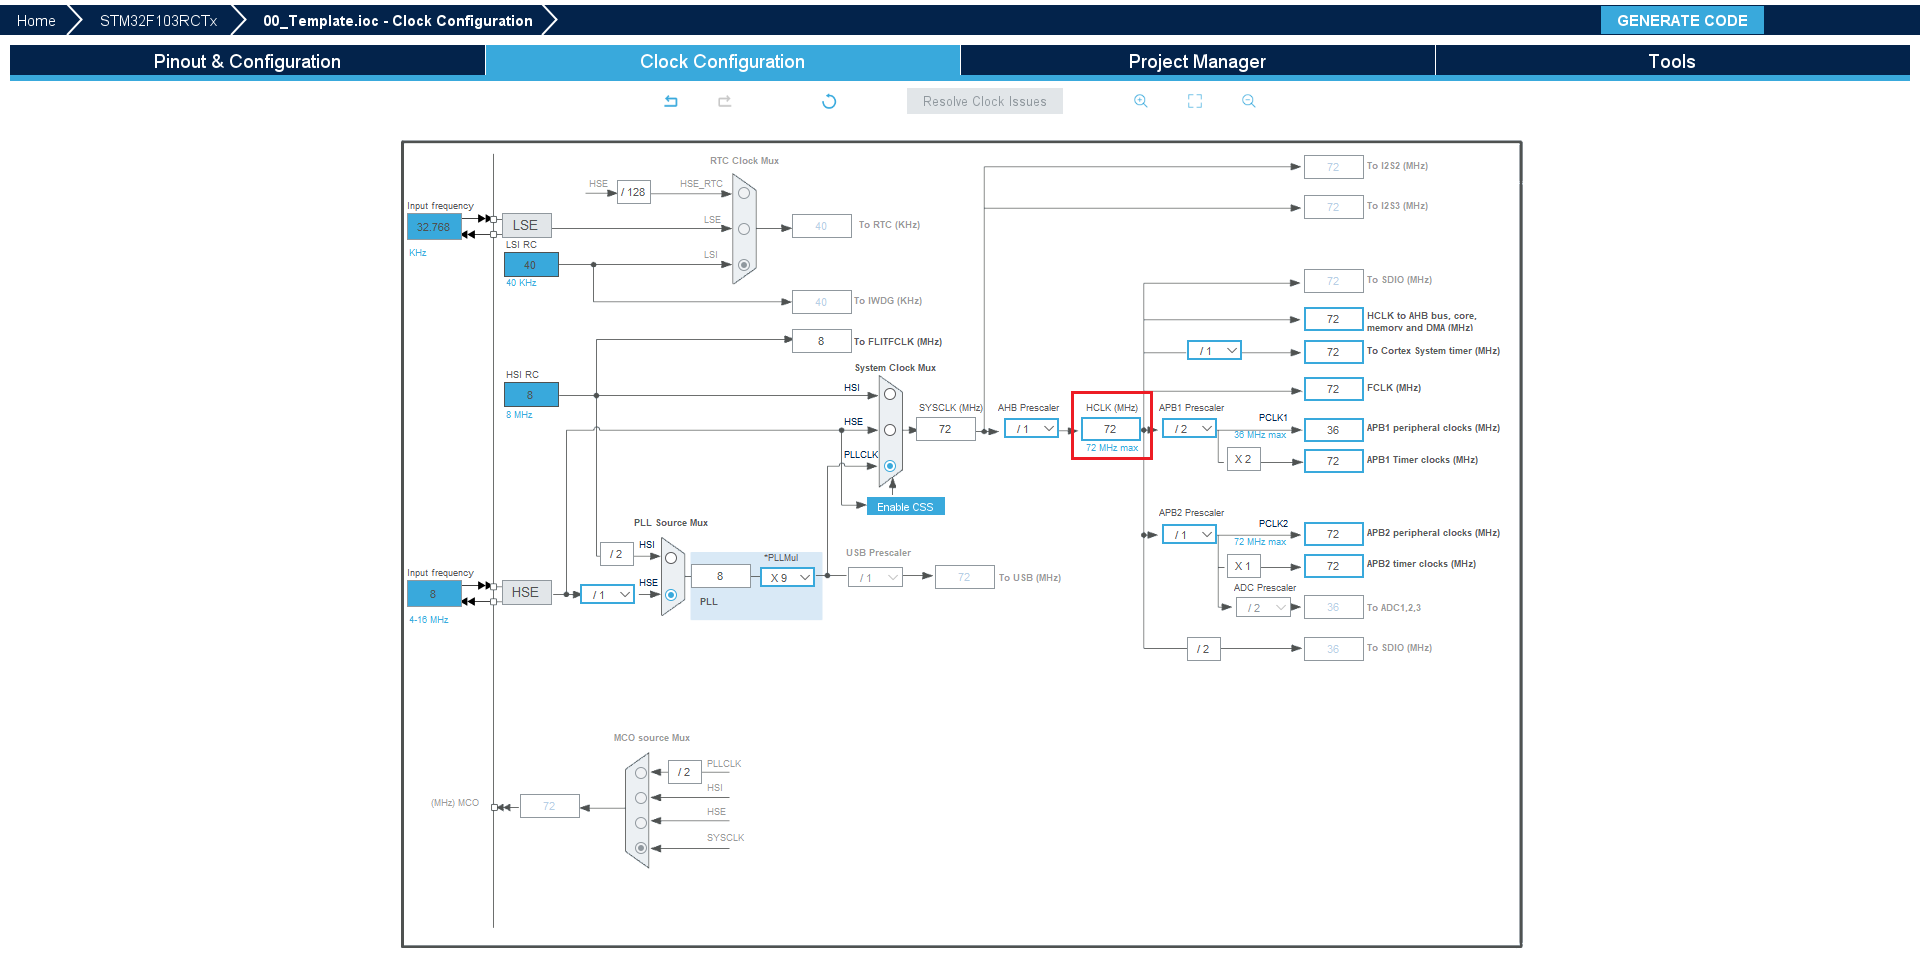 Home
STM32F103RCTx
00_Template.ioc - Clock Configuration
GENERATE CODE
Pinout & Configuration
Clock Configuration
Project Manager
Tools
Resolve Clock Issues
RTC Clock Mux
HSE
/ 128
HSE_RTC
Input frequency
32.768
KHz
LSE
LSE
40
To RTC (KHz)
LSI RC
40
40 KHz
LSI
40
To IWDG (KHz)
8
To FLITFCLK (MHz)
System Clock Mux
HSI RC
8
8 MHz
HSI
HSE
PLLCLK
SYSCLK (MHz)
72
AHB Prescaler
/ 1
HCLK (MHz)
72
72 MHz max
Enable CSS
72
To I2S2 (MHz)
72
To I2S3 (MHz)
72
To SDIO (MHz)
72
HCLK to AHB bus, core,
memory and DMA (MHz)
/ 1
72
To Cortex System timer (MHz)
72
FCLK (MHz)
APB1 Prescaler
/ 2
PCLK1
36 MHz max
36
APB1 peripheral clocks (MHz)
X 2
72
APB1 Timer clocks (MHz)
APB2 Prescaler
/ 1
PCLK2
72 MHz max
72
APB2 peripheral clocks (MHz)
X 1
72
APB2 timer clocks (MHz)
ADC Prescaler
/ 2
36
To ADC1,2,3
/ 2
36
To SDIO (MHz)
PLL Source Mux
/ 2
HSI
Input frequency
8
4-16 MHz
HSE
/ 1
HSE
8
*PLLMul
X 9
PLL
USB Prescaler
/ 1
72
To USB (MHz)
MCO source Mux
/ 2
PLLCLK
HSI
HSE
SYSCLK
(MHz) MCO
72